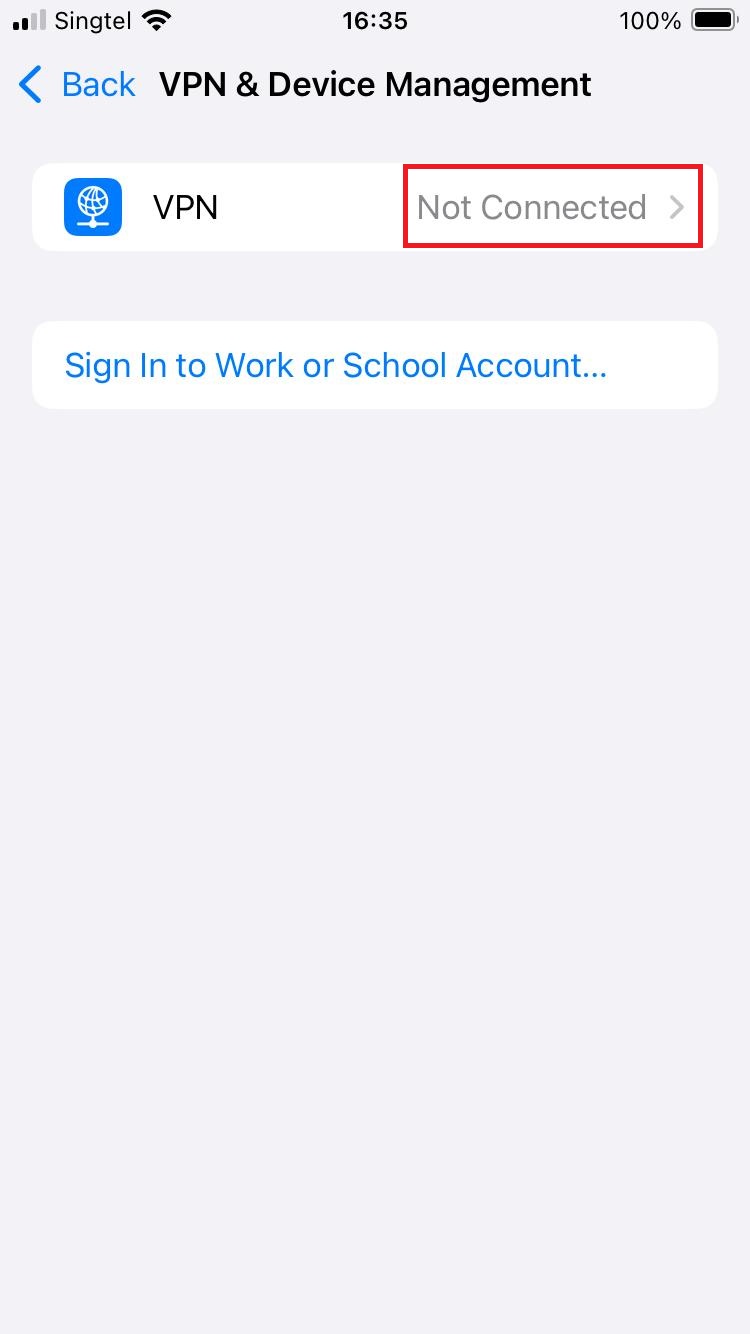 Singtel 16:35 100%
Back VPN & Device Management
VPN Not Connected
Sign In to Work or School Account...